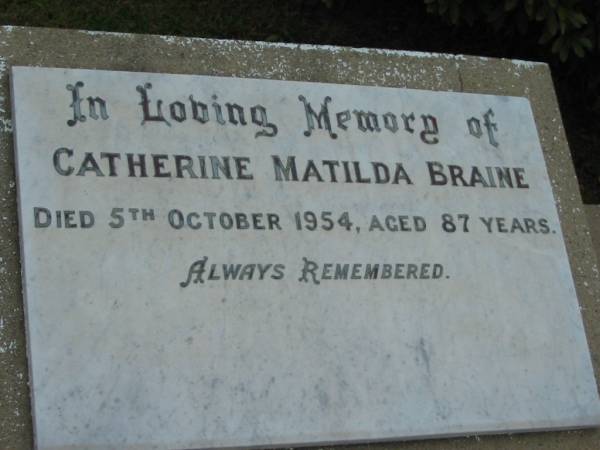 In Loving Memory of
CATHERINE MATILDA BRAINE
DIED 5TH OCTOBER 1954, AGED 87 YEARS.
ALWAYS REMEMBERED.